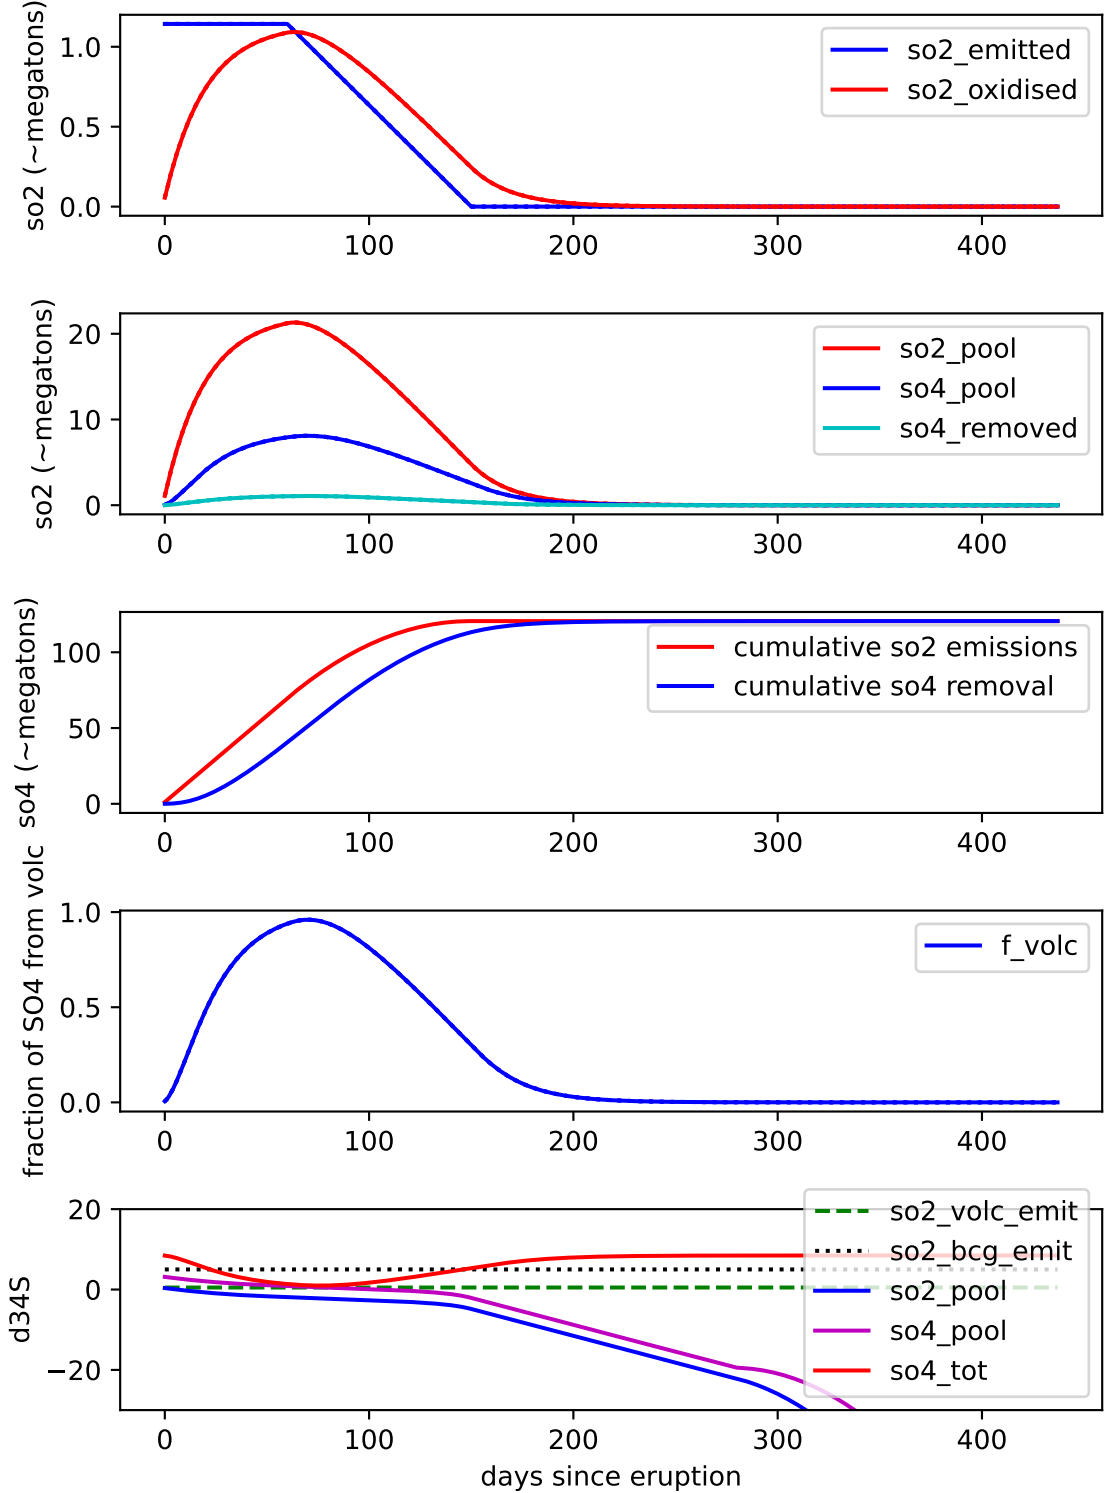 so2 (~megatons)
1.0
0.5
0.0
so2_emitted
so2_oxidised
0 100 200 300 400
so2 (~megatons)
20
10
0
so2_pool
so4_pool
so4_removed
0 100 200 300 400
so4 (~megatons)
100
50
0
cumulative so2 emissions
cumulative so4 removal
0 100 200 300 400
fraction of SO4 from volc
1.0
0.5
0.0
f_volc
0 100 200 300 400
d34S
20
0
−20
so2_volc_emit
so2_bcg_emit
so2_pool
so4_pool
so4_tot
0 100 200 300 400
days since eruption